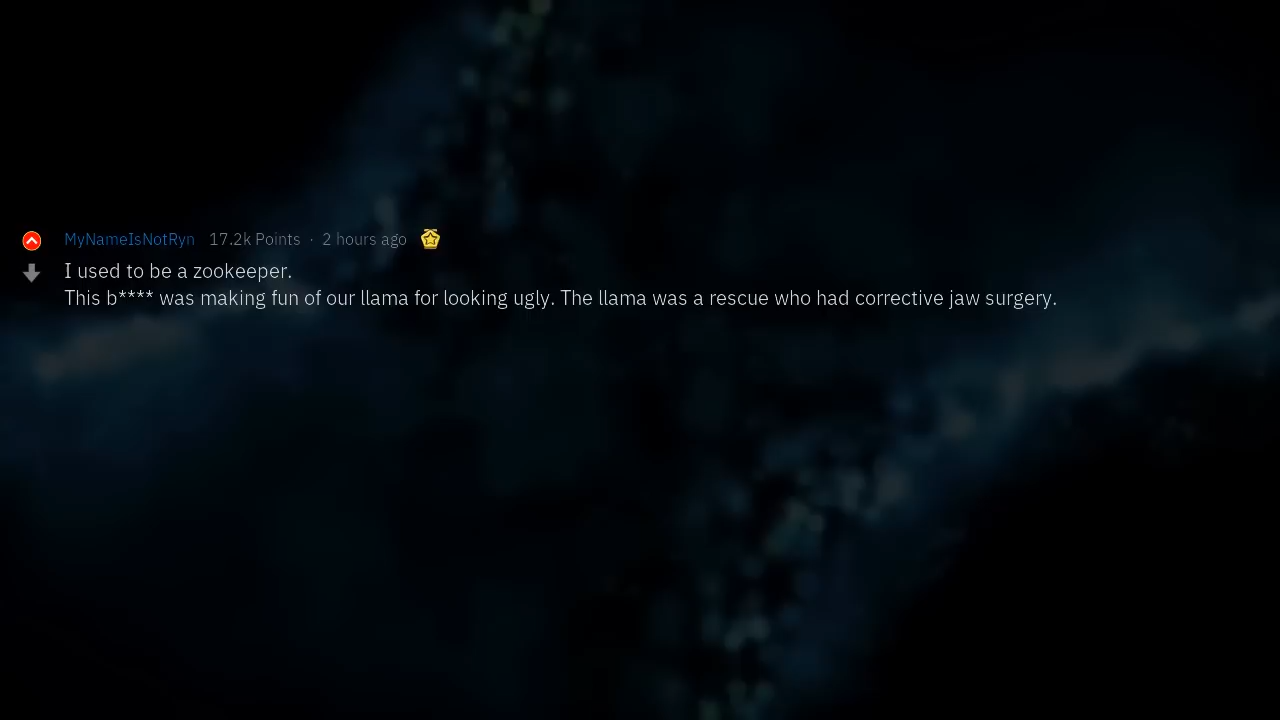 MyNameIsNotRyn 17.2k Points · 2 hours ago
I used to be a zookeeper.
This b**** was making fun of our llama for looking ugly. The llama was a rescue who had corrective jaw surgery.